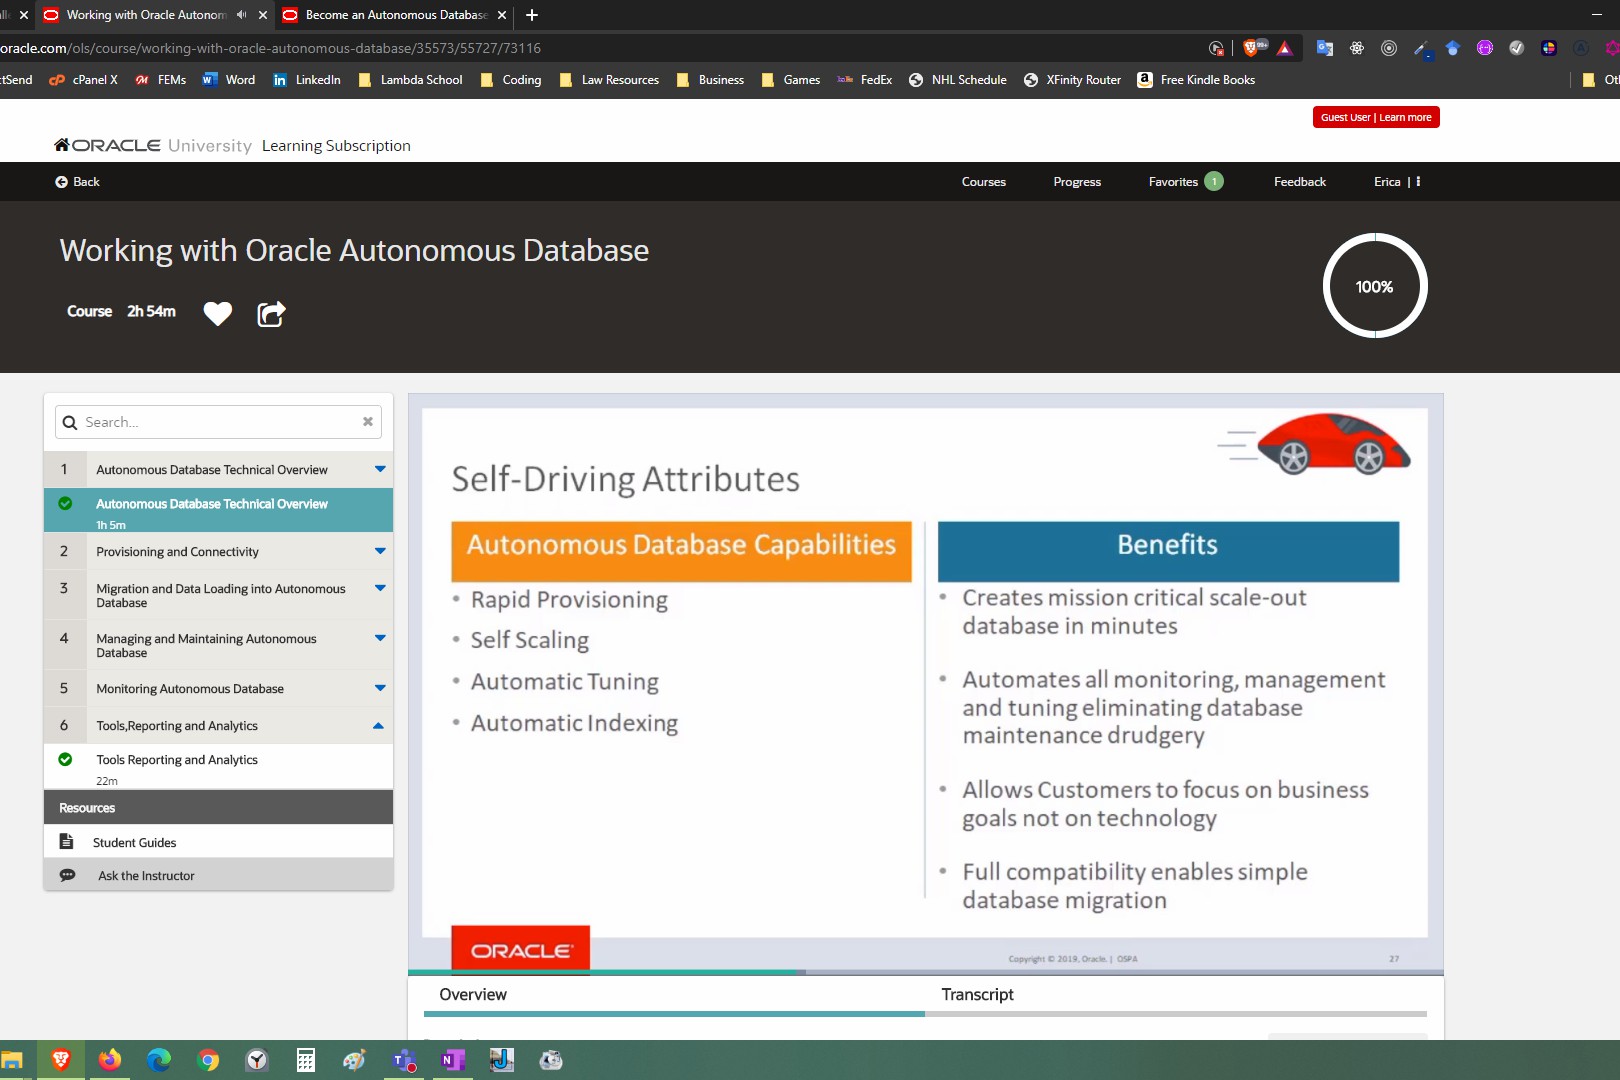 Working with Oracle Autonom
Become an Autonomous Database
oracle.com/ols/course/working-with-oracle-autonomous-database/35573/55727/73116
99+
ctSend
cPanel X
FEMs
Word
LinkedIn
Lambda School
Coding
Law Resources
Business
Games
FedEx
NHL Schedule
XFinity Router
Free Kindle Books
Guest User | Learn more
ORACLE University Learning Subscription
Back
Courses
Progress
Favorites 1
Feedback
Erica |
Working with Oracle Autonomous Database
Course 2h 54m
100%
Search...
1 Autonomous Database Technical Overview
Autonomous Database Technical Overview
1h 5m
2 Provisioning and Connectivity
3 Migration and Data Loading into Autonomous
Database
4 Managing and Maintaining Autonomous
Database
5 Monitoring Autonomous Database
6 Tools,Reporting and Analytics
Tools Reporting and Analytics
22m
Resources
Student Guides
Ask the Instructor
Self-Driving Attributes
Autonomous Database Capabilities
• Rapid Provisioning
• Self Scaling
• Automatic Tuning
• Automatic Indexing
Benefits
• Creates mission critical scale-out
database in minutes
• Automates all monitoring, management
and tuning eliminating database
maintenance drudgery
• Allows Customers to focus on business
goals not on technology
• Full compatibility enables simple
database migration
ORACLE
Copyright © 2019, Oracle. | OSPA
27
Overview
Transcript